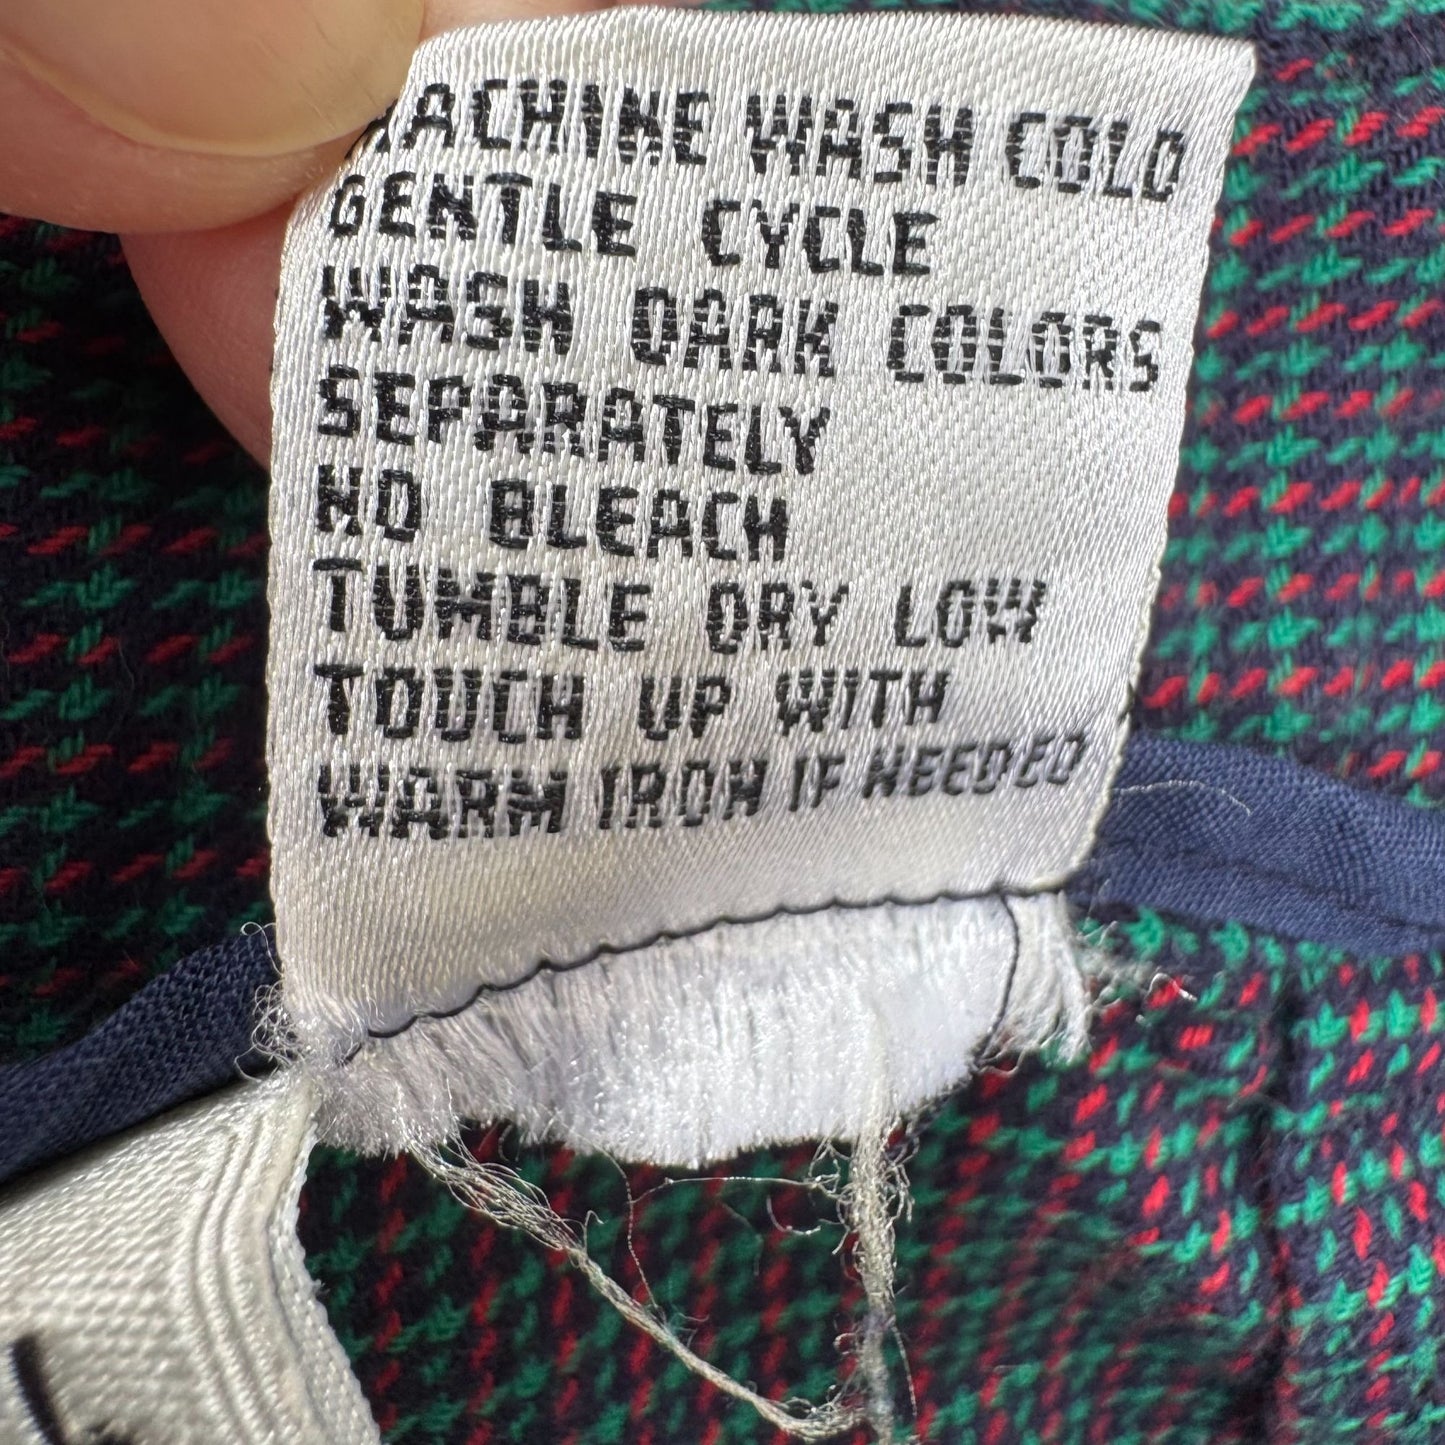 MACHINE WASH COLD
GENTLE CYCLE
WASH DARK COLORS
SEPARATELY
NO BLEACH
TUMBLE DRY LOW
TOUCH UP WITH
WARM IRON IF NEEDED